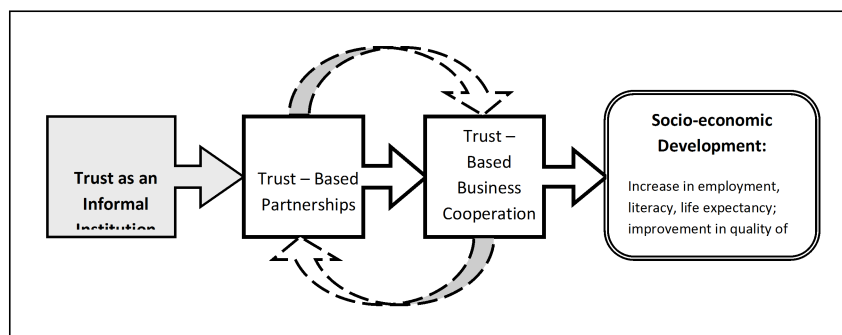 Trust as an
Informal
Institution
Trust – Based
Partnerships
Trust –
Based
Business
Cooperation
Socio-economic
Development:
Increase in employment,
literacy, life expectancy;
improvement in quality of